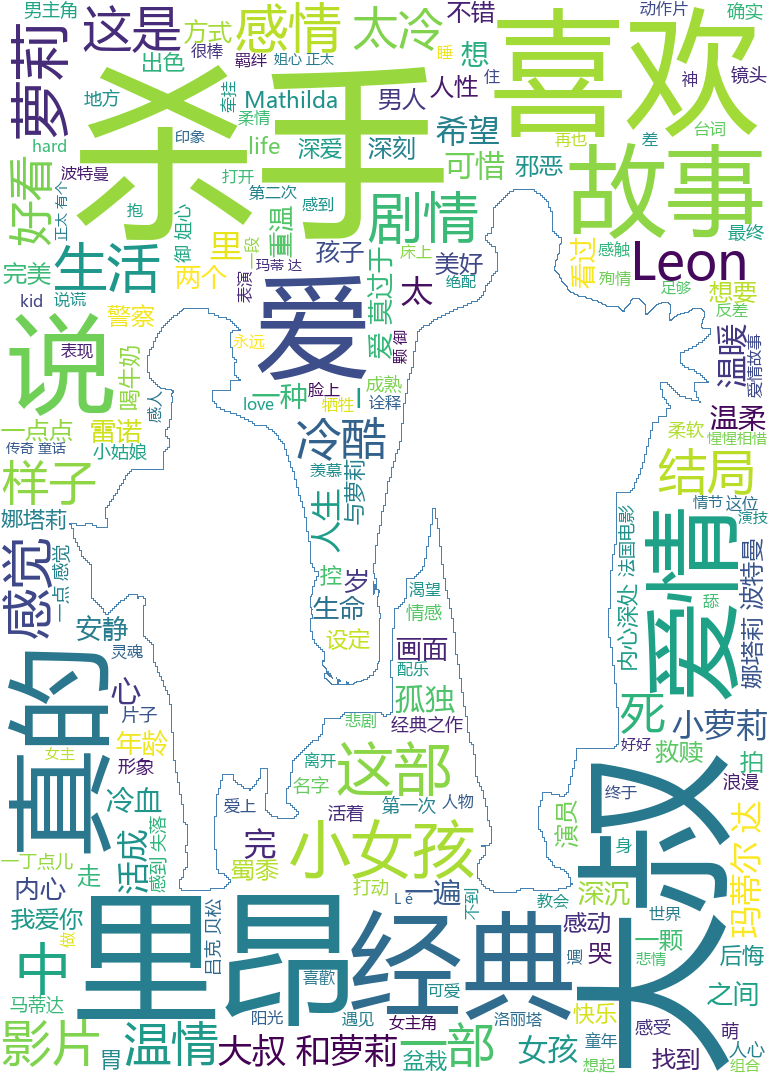 男主角
这是
方式
感情
太冷
不错
动作片
确实
萝莉
很棒
羁绊
姐心 正太
想
睡
喜欢
神
镜头
出色
杀手
地方
牵挂
Mathilda
男人
人性
住
hard
柔情
印象
life
深爱
深刻
希望
再也
差
台词
可惜
邪恶
故事
好看
波特曼
打开
第二次
感到
正太 有个
抱
御 姐心
里
重温
剧情
最终
生活
一段
孩子
床上
美好
看过
感触
Leon
完美
两个
玛蒂 达
表演
爱 莫过于
太
绝配
殉情
足够
想要
kid
说谎
警察
爱
反差
说
表现
喝牛奶
永远
颗 御
温暖
爱情故事
感人
一种
脸上
I
成熟
love
牺牲
诠释
温柔
一点点
雷诺
冷酷
柔软
惺惺相惜
传奇 童话
小姑娘
羡慕
与萝莉
结局
样子
人生
情节
这位
娜塔莉
演技
感觉
一点 感觉
控
岁
渴望
法国电影
爱情
娜塔莉 波特曼
舔
安静
生命
情感
内心深处
灵魂
设定
画面
真的
心
配乐
孤独
死
小萝莉
片子
悲剧
经典之作
年龄
女主
形象
离开
这部
好好
救赎
拍
冷血
爱上
名字
活着
第一次
人物
终于
浪漫
活成
感到 失落
完
小女孩
演员
大叔
身
一丁点儿
走
蜀黍
打动
玛蒂尔 达
内心
Lé
一遍
不到
教会
深沉
我爱你
里昂
经典
感动
世界
中
做
吕克 贝松
哭
一颗
悲情
后悔
喜歡
马蒂达
可爱
之间
阳光
遇见
女主角
洛丽塔
快乐
感受
萌
影片
胃
温情
大叔 和萝莉
一部
盆栽
女孩
童年
想起
找到
人心
组合